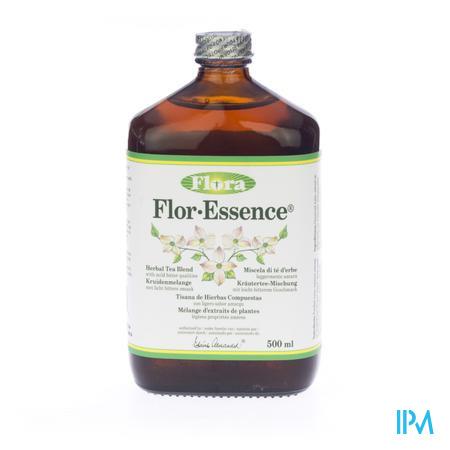 Flora
Flor·Essence®
Herbal Tea Blend
with mild bitter qualities
Kruidenmelange
met licht bittere smaak
Miscela di té d'erbe
leggermente amara
Kräutertee-Mischung
mit leicht bitterem Geschmack
Tisana de Hierbas Compuestas
con ligero sabor amargo
Mélange d'extraits de plantes
légères propriétés amères
500 ml
IPM